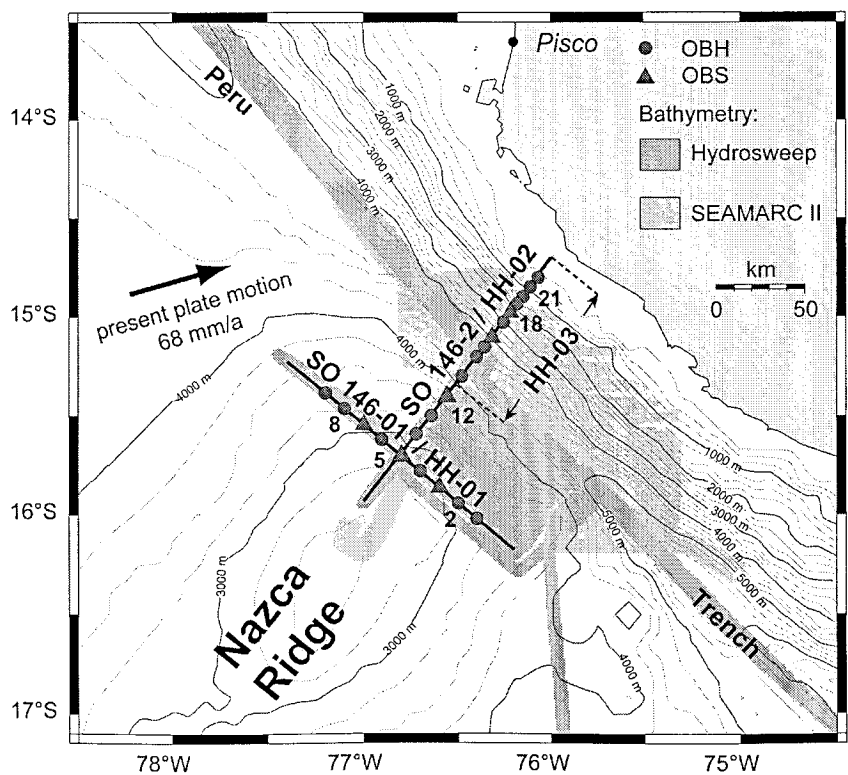 Pisco
OBH
OBS
Bathymetry:
Hydrosweep
SEAMARC II
km
0 50
14°S
15°S
16°S
17°S
78°W
77°W
76°W
75°W
Peru
Trench
1000 m
2000 m
3000 m
4000 m
4000 m
4000 m
present plate motion
68 mm/a
SO 146-2 / HH-02
21
18
12
HH-03
SO 146-01 / HH-01
8
5
2
Nazca
Ridge
3000 m
3000 m
5000 m
4000 m
1000 m
2000 m
3000 m
4000 m
5000 m